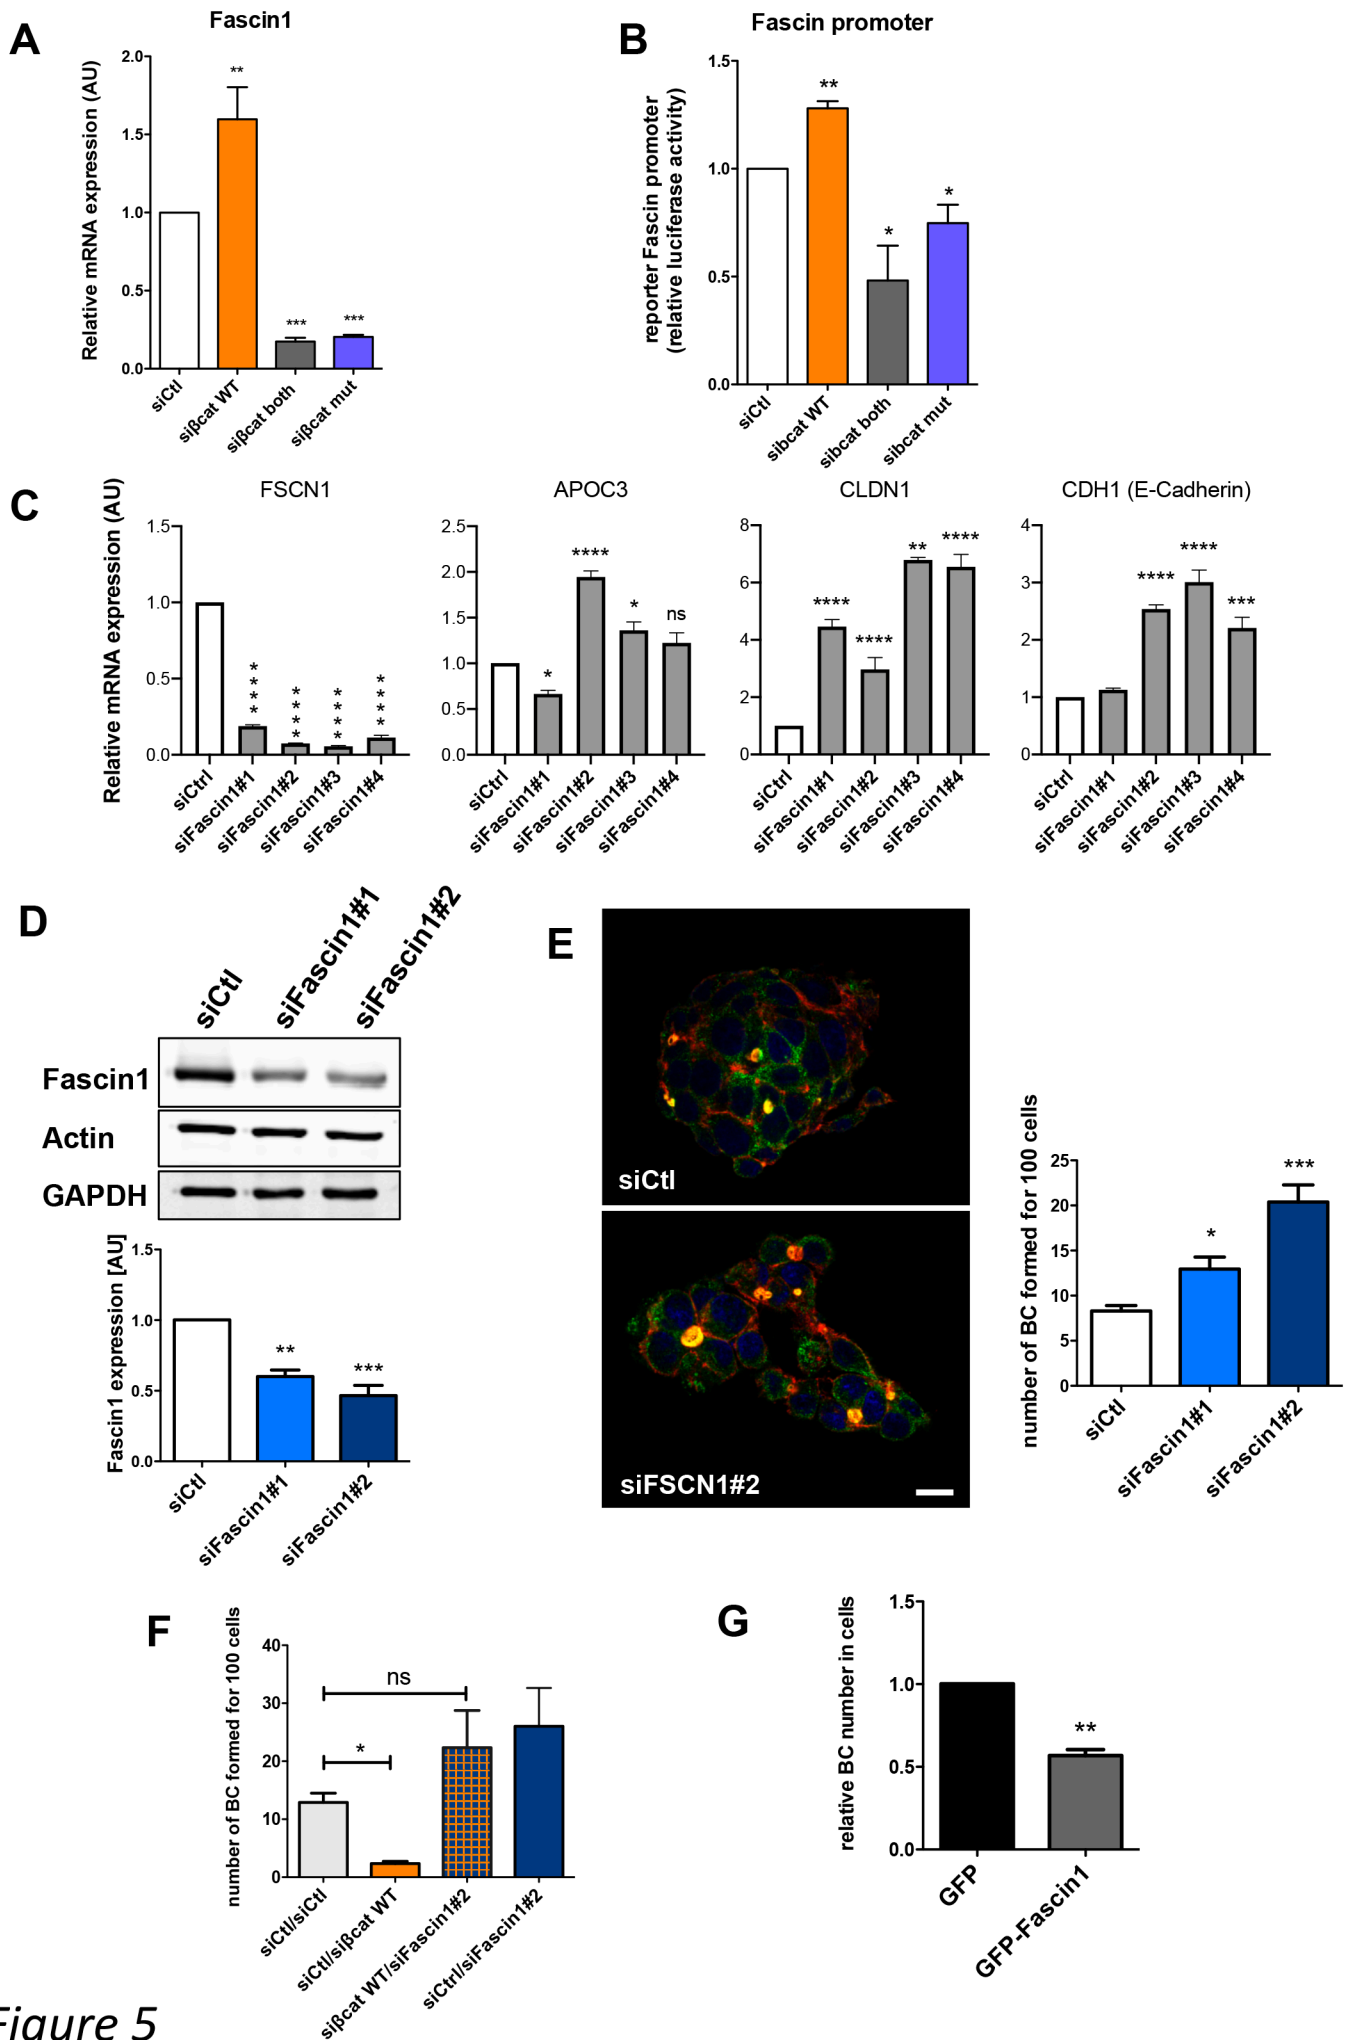 A
Fascin1
Relative mRNA expression (AU)
2.0
1.5
1.0
0.5
0.0
**
***
***
siCtl
siβcat WT
siβcat both
siβcat mut
B
Fascin promoter
reporter Fascin promoter
(relative luciferase activity)
1.5
1.0
0.5
0.0
**
*
*
siCtl
sibcat WT
sibcat both
sibcat mut
C
Relative mRNA expression (AU)
FSCN1
1.5
1.0
0.5
0.0
****
****
****
****
siCtrl
siFascin1#1
siFascin1#2
siFascin1#3
siFascin1#4
APOC3
2.5
2.0
1.5
1.0
0.5
0.0
*
****
*
ns
siCtrl
siFascin1#1
siFascin1#2
siFascin1#3
siFascin1#4
CLDN1
8
6
4
2
0
****
****
**
****
siCtrl
siFascin1#1
siFascin1#2
siFascin1#3
siFascin1#4
CDH1 (E-Cadherin)
4
3
2
1
0
****
****
***
siCtrl
siFascin1#1
siFascin1#2
siFascin1#3
siFascin1#4
D
siCtl
siFascin1#1
siFascin1#2
Fascin1
Actin
GAPDH
Fascin1 expression [AU]
1.5
1.0
0.5
0.0
**
***
siCtl
siFascin1#1
siFascin1#2
E
siCtl
siFSCN1#2
number of BC formed for 100 cells
25
20
15
10
5
0
*
***
siCtl
siFascin1#1
siFascin1#2
F
number of BC formed for 100 cells
40
30
20
10
0
ns
*
siCtl/siCtl
siCtl/siβcat WT
siβcat WT/siFascin1#2
siCtrl/siFascin1#2
G
relative BC number in cells
1.5
1.0
0.5
0.0
**
GFP
GFP-Fascin1
Figure 5